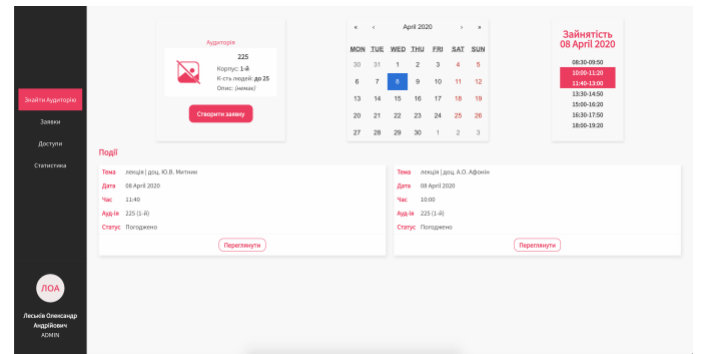 Знайти Аудиторію
Заявки
Доступи
Статистика
ЛОА
Леськів Олександр
Андрійович
ADMIN
Аудиторія
225
Корпус: 1-й
К-сть людей: до 25
Опис: (немає)
Створити заявку
« ‹ April 2020 › »
MON TUE WED THU FRI SAT SUN
30 31 1 2 3 4 5
6 7 8 9 10 11 12
13 14 15 16 17 18 19
20 21 22 23 24 25 26
27 28 29 30 1 2 3
Зайнятість
08 April 2020
08:30-09:50
10:00-11:20
11:40-13:00
13:30-14:50
15:00-16:20
16:30-17:50
18:00-19:20
Події
Тема лекція | доц. Ю.В. Митник
Дата 08 April 2020
Час 11:40
Ауд-ія 225 (1-й)
Статус Погоджено
Переглянути
Тема лекція | доц. А.О. Афонін
Дата 08 April 2020
Час 10:00
Ауд-ія 225 (1-й)
Статус Погоджено
Переглянути